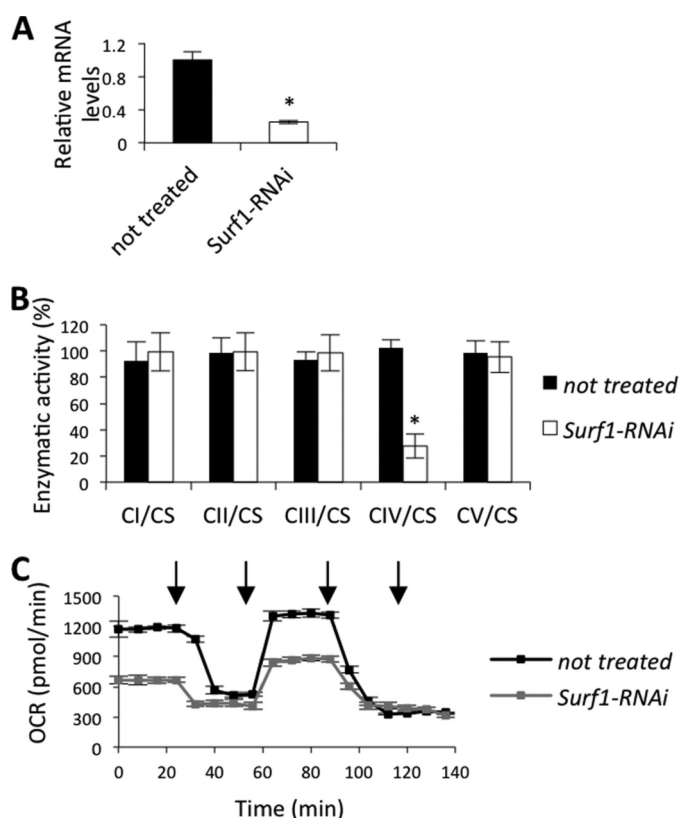 A
Relative mRNA
levels
1.2
0.8
0.4
0
*
not treated
Surf1-RNAi
B
Enzymatic activity (%)
120
100
80
60
40
20
0
*
CI/CS
CII/CS
CIII/CS
CIV/CS
CV/CS
not treated
Surf1-RNAi
C
OCR (pmol/min)
1500
1200
900
600
300
0
0
20
40
60
80
100
120
140
Time (min)
not treated
Surf1-RNAi